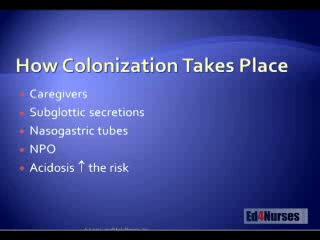 How Colonization Takes Place
Caregivers
Subglottic secretions
Nasogastric tubes
NPO
Acidosis ↑ the risk
Ed4Nurses